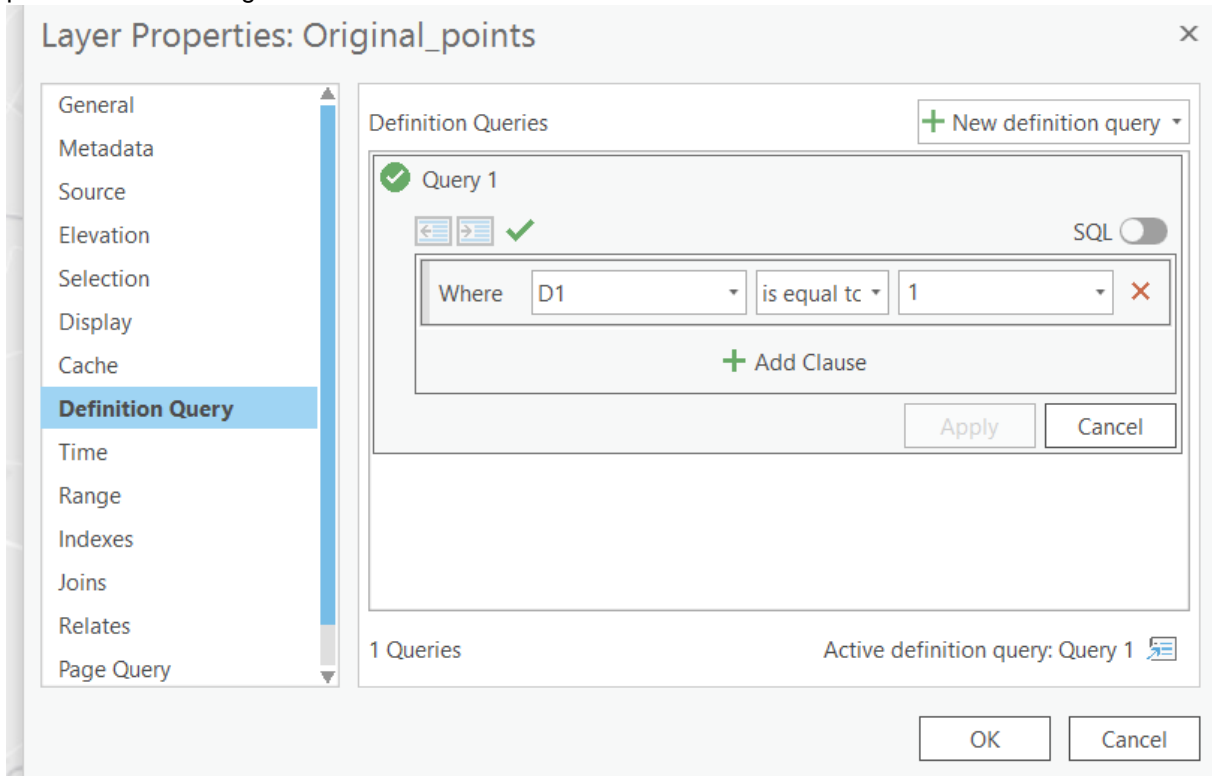 Layer Properties: Original_points
General
Metadata
Source
Elevation
Selection
Display
Cache
Definition Query
Time
Range
Indexes
Joins
Relates
Page Query
Definition Queries
New definition query
Query 1
SQL
Where D1 is equal tc 1
Add Clause
Apply Cancel
1 Queries Active definition query: Query 1
OK Cancel